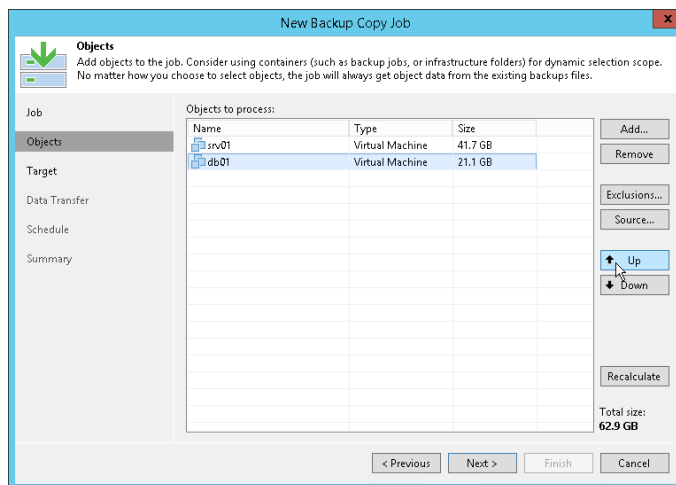 New Backup Copy Job
x
Objects
Add objects to the job. Consider using containers (such as backup jobs, or infrastructure folders) for dynamic selection scope.
No matter how you choose to select objects, the job will always get object data from the existing backups files.
Job
Objects
Target
Data Transfer
Schedule
Summary
Objects to process:
Name Type Size
srv01 Virtual Machine 41.7 GB
db01 Virtual Machine 21.1 GB
Add...
Remove
Exclusions...
Source...
Up
Down
Recalculate
Total size:
62.9 GB
< Previous Next > Finish Cancel